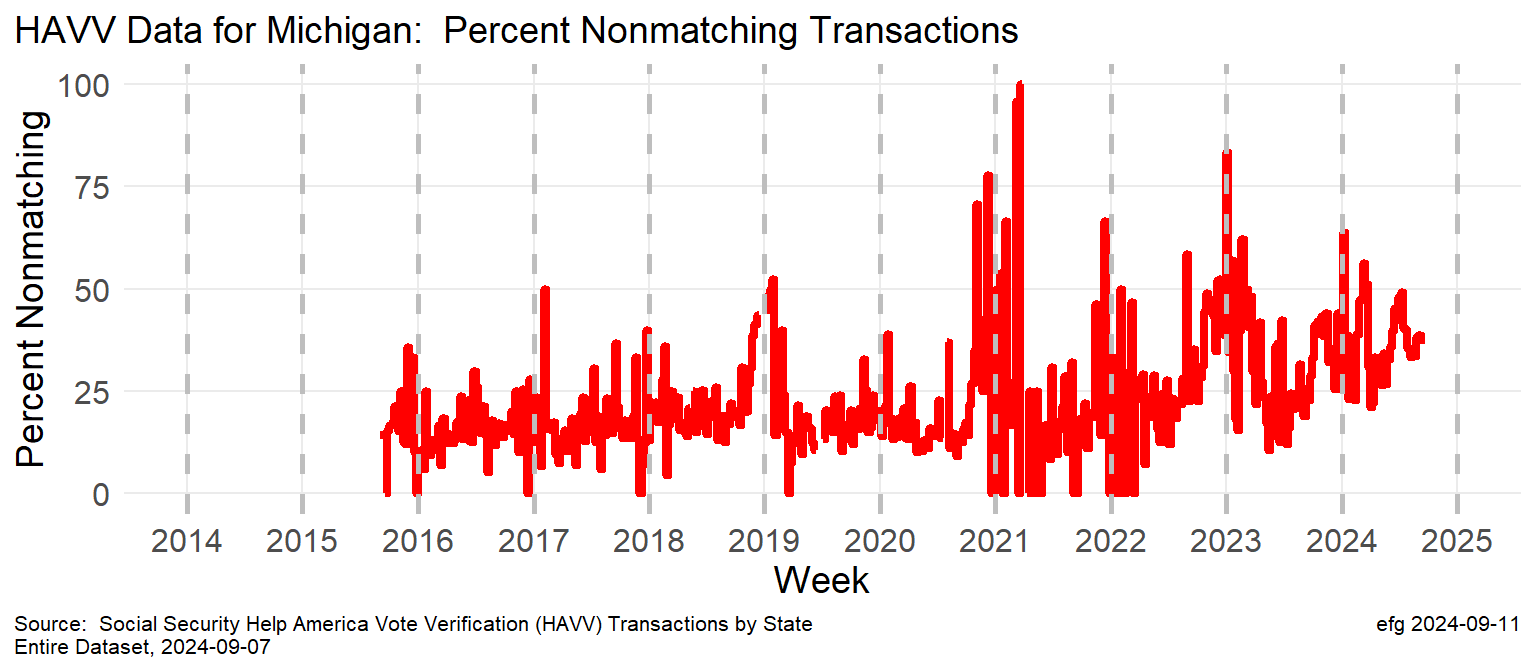 HAVV Data for Michigan:  Percent Nonmatching Transactions
Percent Nonmatching
100
75
50
25
0
2014 2015 2016 2017 2018 2019 2020 2021 2022 2023 2024 2025
Week
Source:  Social Security Help America Vote Verification (HAVV) Transactions by State
Entire Dataset, 2024-09-07
efg 2024-09-11